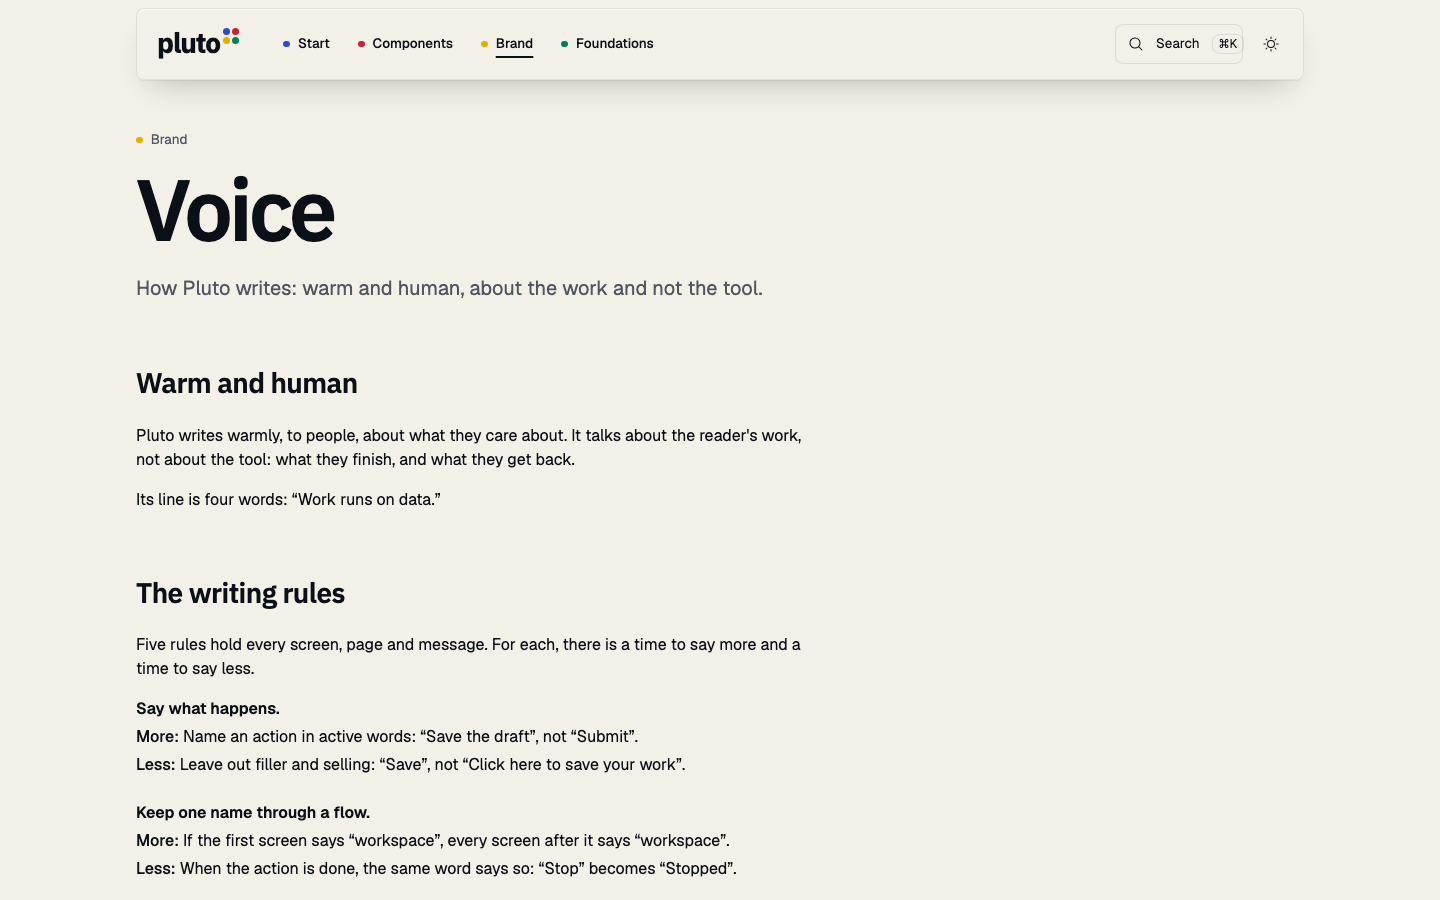 pluto
Start
Components
Brand
Foundations
Search
⌘K
Brand
Voice
How Pluto writes: warm and human, about the work and not the tool.
Warm and human
Pluto writes warmly, to people, about what they care about. It talks about the reader's work,
not about the tool: what they finish, and what they get back.
Its line is four words: “Work runs on data.”
The writing rules
Five rules hold every screen, page and message. For each, there is a time to say more and a
time to say less.
Say what happens.
More: Name an action in active words: “Save the draft”, not “Submit”.
Less: Leave out filler and selling: “Save”, not “Click here to save your work”.
Keep one name through a flow.
More: If the first screen says “workspace”, every screen after it says “workspace”.
Less: When the action is done, the same word says so: “Stop” becomes “Stopped”.